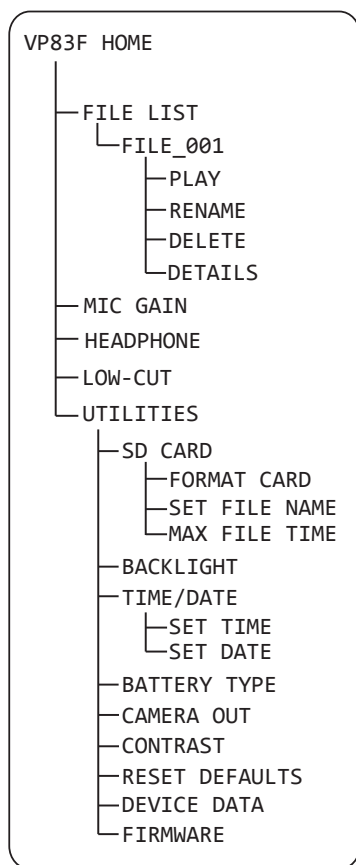 VP83F HOME
FILE LIST
FILE_001
PLAY
RENAME
DELETE
DETAILS
MIC GAIN
HEADPHONE
LOW-CUT
UTILITIES
SD CARD
FORMAT CARD
SET FILE NAME
MAX FILE TIME
BACKLIGHT
TIME/DATE
SET TIME
SET DATE
BATTERY TYPE
CAMERA OUT
CONTRAST
RESET DEFAULTS
DEVICE DATA
FIRMWARE